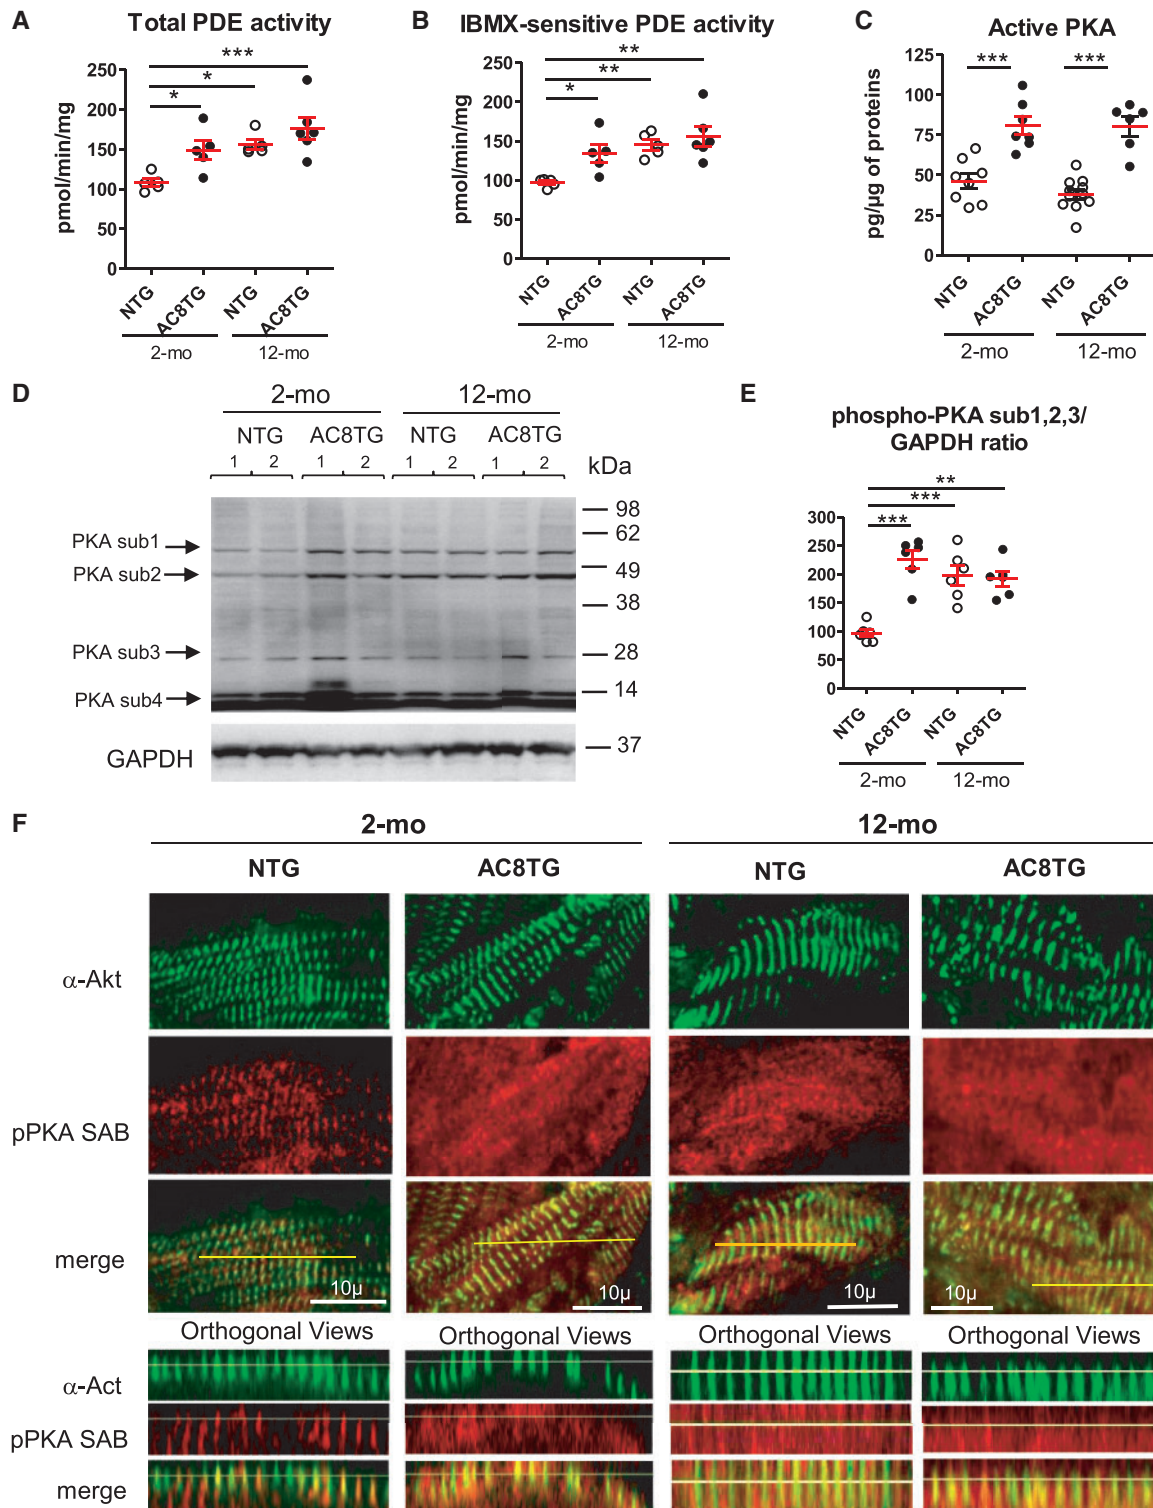 A
Total PDE activity
***
*
*
pmol/min/mg
250
200
150
100
50
0
NTG
AC8TG
NTG
AC8TG
2-mo
12-mo
B
IBMX-sensitive PDE activity
**
**
*
pmol/min/mg
250
200
150
100
50
0
NTG
AC8TG
NTG
AC8TG
2-mo
12-mo
C
Active PKA
***
***
pg/µg of proteins
125
100
75
50
25
0
NTG
AC8TG
NTG
AC8TG
2-mo
12-mo
D
2-mo
12-mo
NTG
AC8TG
NTG
AC8TG
1 2 1 2 1 2 1 2
kDa
PKA sub1
PKA sub2
PKA sub3
PKA sub4
98
62
49
38
28
14
GAPDH
37
E
phospho-PKA sub1,2,3/
GAPDH ratio
**
***
***
300
250
200
150
100
50
0
NTG
AC8TG
NTG
AC8TG
2-mo
12-mo
F
2-mo
12-mo
NTG
AC8TG
NTG
AC8TG
α-Akt
pPKA SAB
merge
10µ
10µ
10µ
10µ
Orthogonal Views
Orthogonal Views
Orthogonal Views
Orthogonal Views
α-Act
pPKA SAB
merge